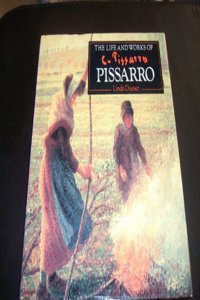 THE LIFE AND WORKS OF
C. Pissarro
PISSARRO
Linda Doeser